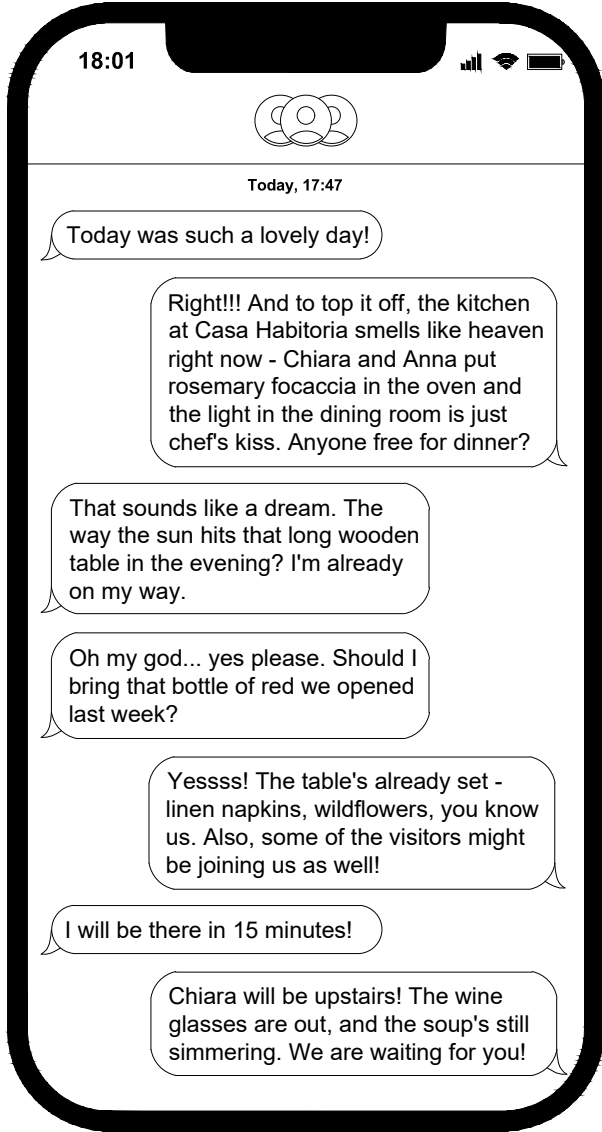 18:01
Today, 17:47
Today was such a lovely day!
Right!!! And to top it off, the kitchen
at Casa Habitoria smells like heaven
right now - Chiara and Anna put
rosemary focaccia in the oven and
the light in the dining room is just
chef's kiss. Anyone free for dinner?
That sounds like a dream. The
way the sun hits that long wooden
table in the evening? I'm already
on my way.
Oh my god... yes please. Should I
bring that bottle of red we opened
last week?
Yessss! The table's already set -
linen napkins, wildflowers, you know
us. Also, some of the visitors might
be joining us as well!
I will be there in 15 minutes!
Chiara will be upstairs! The wine
glasses are out, and the soup's still
simmering. We are waiting for you!